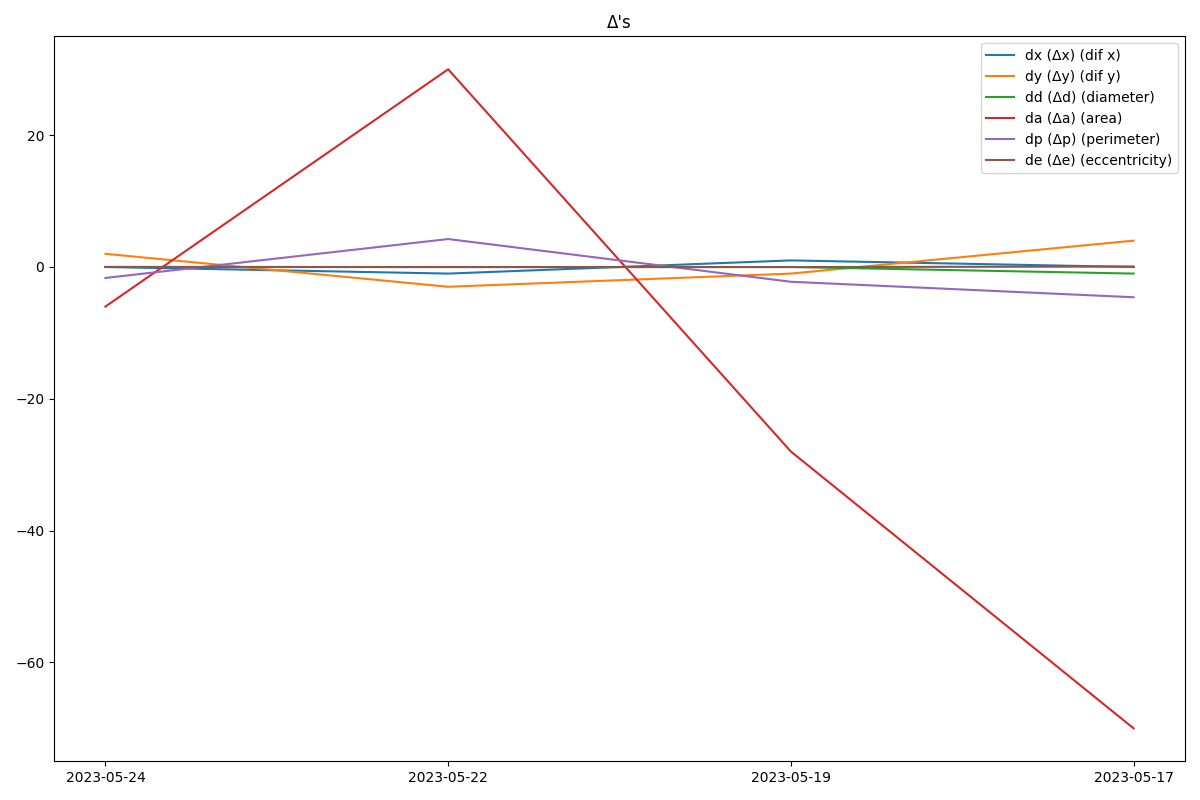 Δ's
dx (Δx) (dif x)
dy (Δy) (dif y)
dd (Δd) (diameter)
da (Δa) (area)
dp (Δp) (perimeter)
de (Δe) (eccentricity)
20
0
−20
−40
−60
2023-05-24 2023-05-22 2023-05-19 2023-05-17